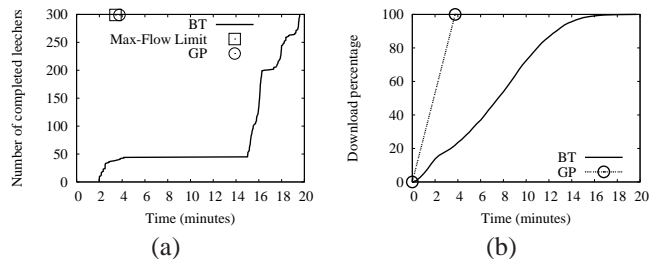 (a)
Number of completed leechers
300
250
200
150
100
50
0
BT
Max-Flow Limit
GP
0 2 4 6 8 10 12 14 16 18 20
Time (minutes)
(a)
(b)
Download percentage
100
80
60
40
20
0
BT
GP
0 2 4 6 8 10 12 14 16 18 20
Time (minutes)
(b)